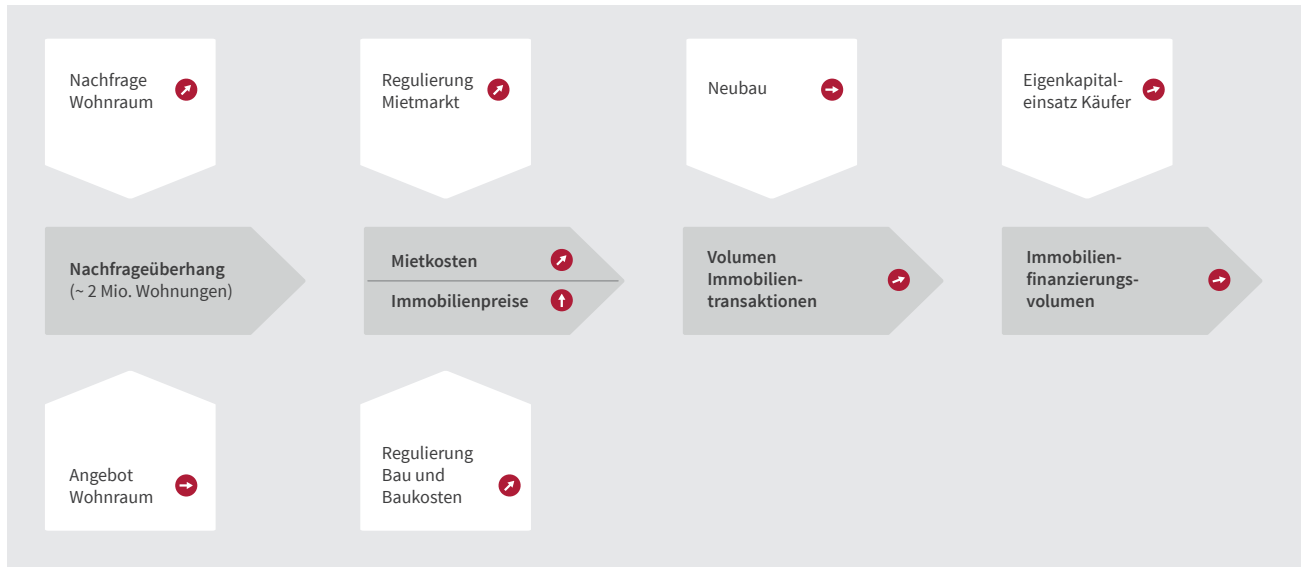 Nachfrage
Wohnraum
Regulierung
Mietmarkt
Neubau
Eigenkapital-
einsatz Käufer
Nachfrageüberhang
(~ 2 Mio. Wohnungen)
Mietkosten
Immobilienpreise
Volumen
Immobilien-
transaktionen
Immobilien-
finanzierungs-
volumen
Angebot
Wohnraum
Regulierung
Bau und
Baukosten